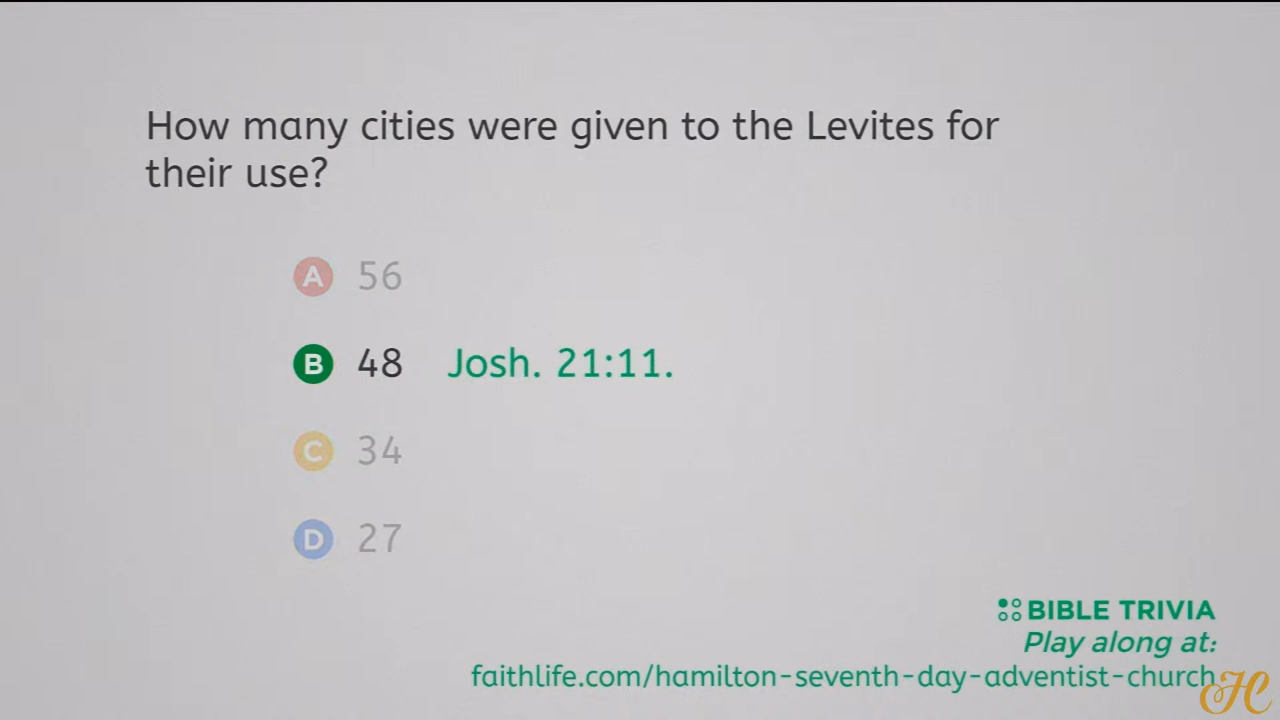 How many cities were given to the Levites for
their use?
A 56
B 48 Josh. 21:11.
C 34
D 27
BIBLE TRIVIA
Play along at:
faithlife.com/hamilton-seventh-day-adventist-church
H